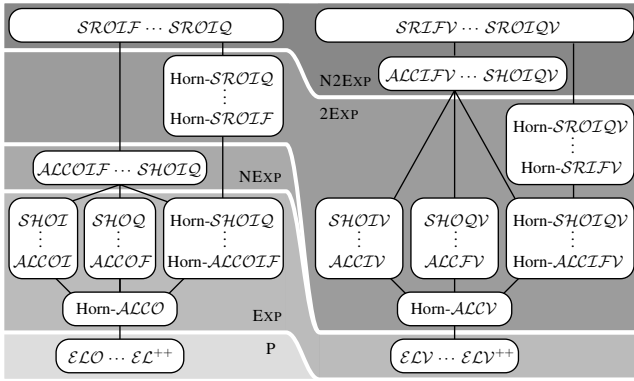 SROIF ··· SROIQ
SRIFV ··· SROIQV
N2EXP
ALCIFV ··· SHOIQV
Horn-SROIQ
⋮
Horn-SROIF
2EXP
Horn-SROIQV
⋮
Horn-SRIFV
ALCOIF ··· SHOIQ
NEXP
SHOI
⋮
ALCOI
SHOQ
⋮
ALCOF
Horn-SHOIQ
⋮
Horn-ALCOIF
SHOIV
⋮
ALCIV
SHOQV
⋮
ALCFV
Horn-SHOIQV
⋮
Horn-ALCIFV
Horn-ALCO
Horn-ALCV
EXP
P
ELO ··· EL++
ELV ··· ELV++